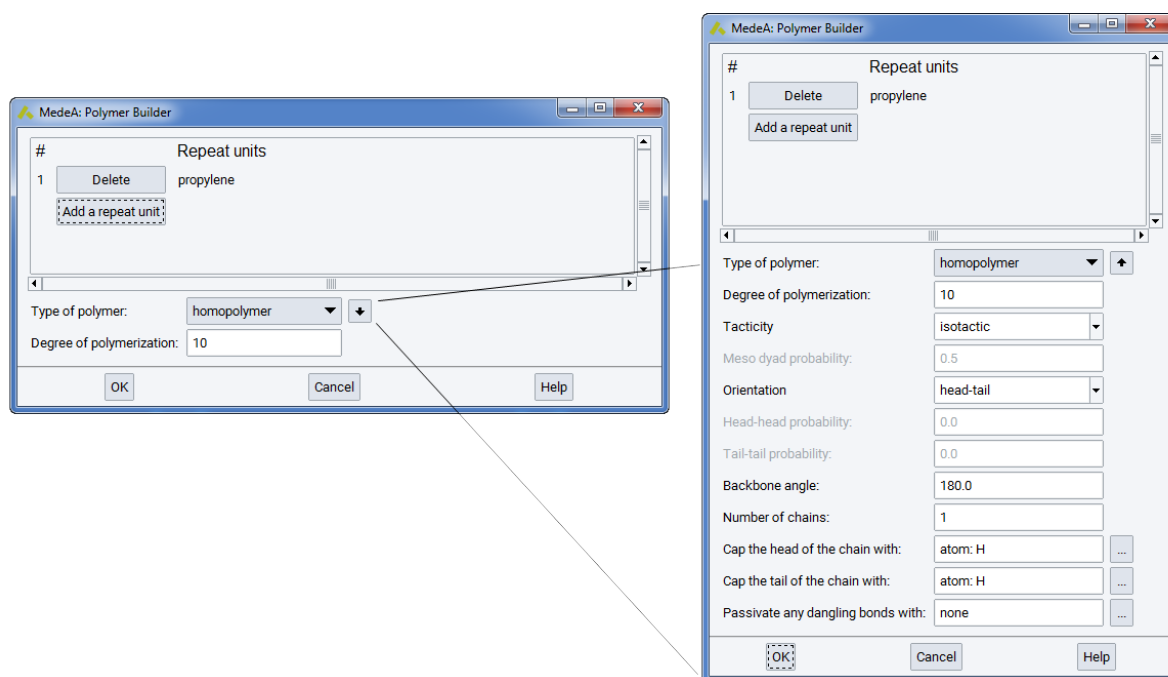 MedeA: Polymer Builder
# Repeat units
1 Delete propylene
Add a repeat unit
Type of polymer: homopolymer
Degree of polymerization: 10
OK Cancel Help
MedeA: Polymer Builder
# Repeat units
1 Delete propylene
Add a repeat unit
Type of polymer: homopolymer
Degree of polymerization: 10
Tacticity isotactic
Meso dyad probability: 0.5
Orientation head-tail
Head-head probability: 0.0
Tail-tail probability: 0.0
Backbone angle: 180.0
Number of chains: 1
Cap the head of the chain with: atom: H ...
Cap the tail of the chain with: atom: H ...
Passivate any dangling bonds with: none ...
OK Cancel Help